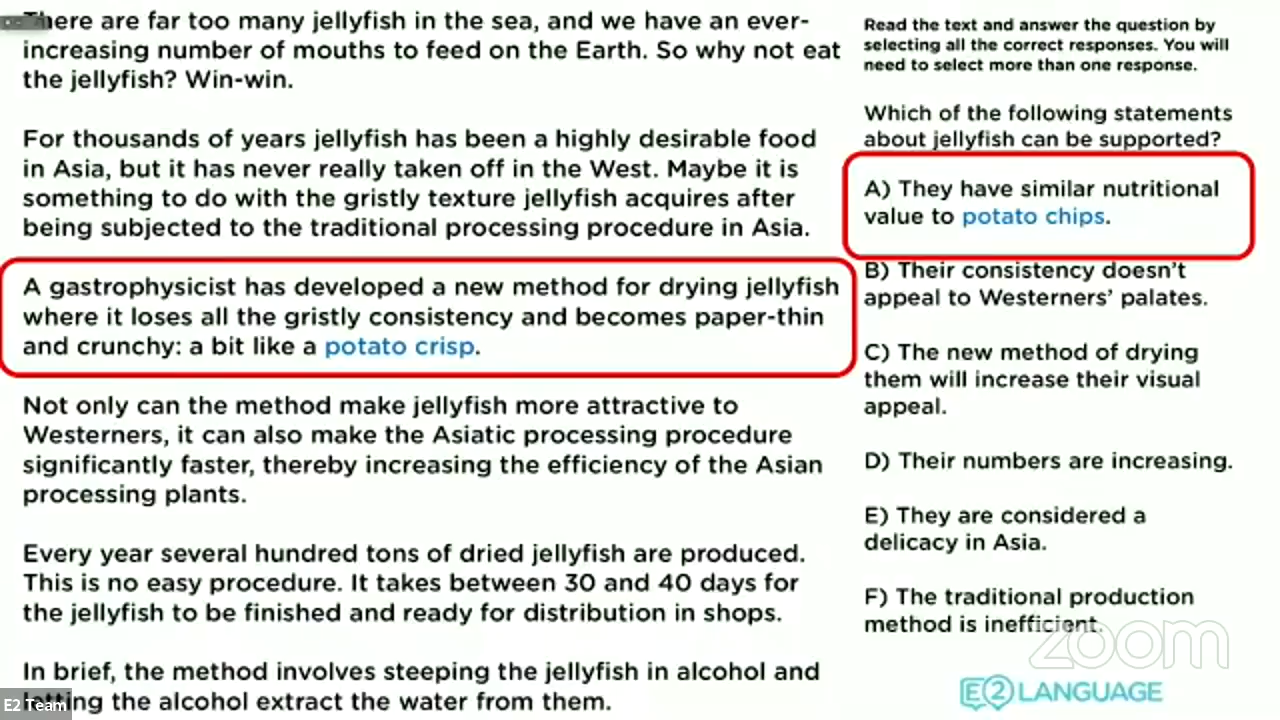 There are far too many jellyfish in the sea, and we have an ever-
increasing number of mouths to feed on the Earth. So why not eat
the jellyfish? Win-win.
For thousands of years jellyfish has been a highly desirable food
in Asia, but it has never really taken off in the West. Maybe it is
something to do with the gristly texture jellyfish acquires after
being subjected to the traditional processing procedure in Asia.
A gastrophysicist has developed a new method for drying jellyfish
where it loses all the gristly consistency and becomes paper-thin
and crunchy: a bit like a potato crisp.
Not only can the method make jellyfish more attractive to
Westerners, it can also make the Asiatic processing procedure
significantly faster, thereby increasing the efficiency of the Asian
processing plants.
Every year several hundred tons of dried jellyfish are produced.
This is no easy procedure. It takes between 30 and 40 days for
the jellyfish to be finished and ready for distribution in shops.
In brief, the method involves steeping the jellyfish in alcohol and
letting the alcohol extract the water from them.
E2 Team
Read the text and answer the question by
selecting all the correct responses. You will
need to select more than one response.
Which of the following statements
about jellyfish can be supported?
A) They have similar nutritional
value to potato chips.
B) Their consistency doesn't
appeal to Westerners' palates.
C) The new method of drying
them will increase their visual
appeal.
D) Their numbers are increasing.
E) They are considered a
delicacy in Asia.
F) The traditional production
method is inefficient.
zoom
E2 LANGUAGE